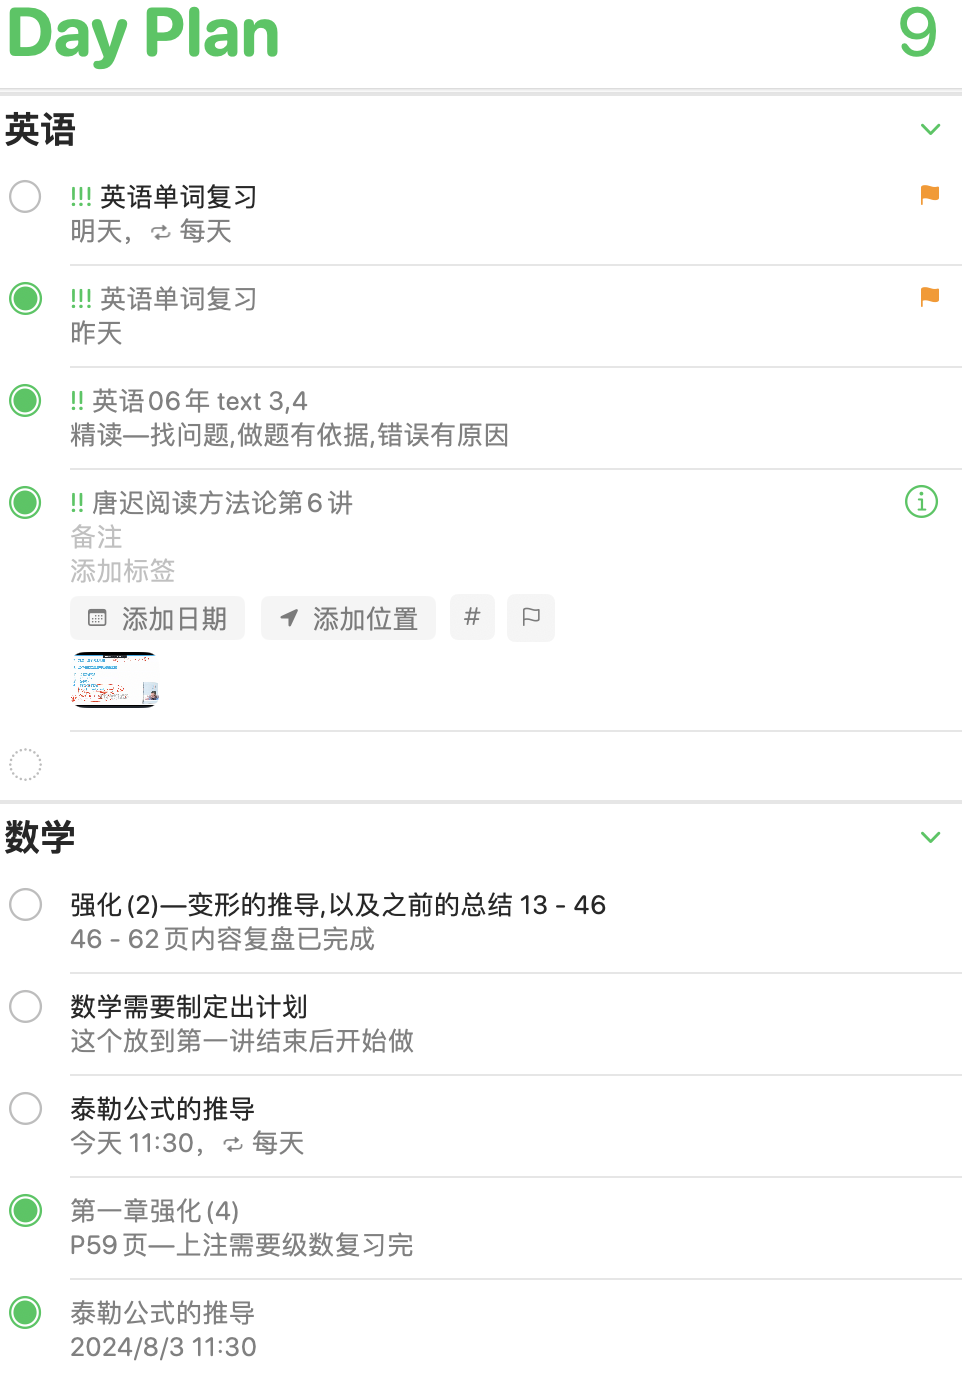 Day Plan 9
英语
!!! 英语单词复习
明天， 每天
!!! 英语单词复习
昨天
!! 英语06年 text 3,4
精读—找问题,做题有依据,错误有原因
!! 唐迟阅读方法论第6讲
备注
添加标签
添加日期 添加位置 #
数学
强化(2)—变形的推导,以及之前的总结 13 - 46
46 - 62页内容复盘已完成
数学需要制定出计划
这个放到第一讲结束后开始做
泰勒公式的推导
今天 11:30， 每天
第一章强化(4)
P59页—上注需要级数复习完
泰勒公式的推导
2024/8/3 11:30